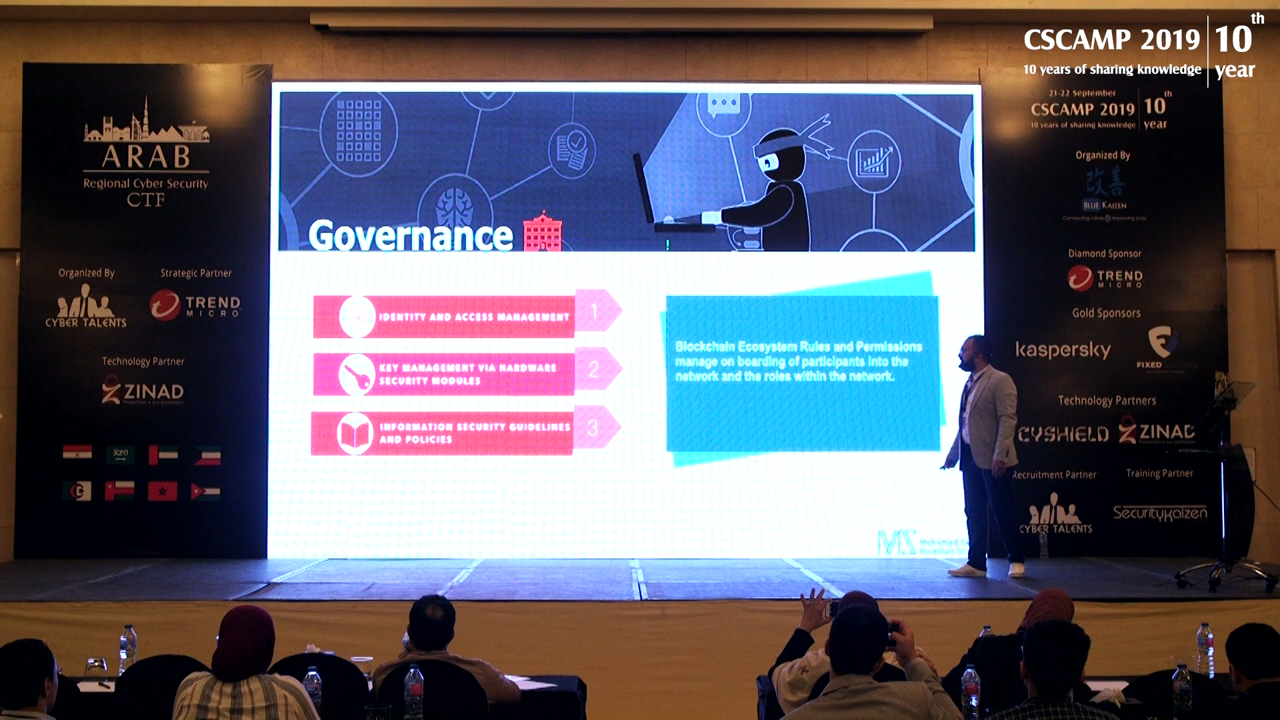 CSCAMP 2019
10 years of sharing knowledge
10th
year
ARAB
Regional Cyber Security
CTF
Organized By
CYBER TALENTS
Strategic Partner
TREND
MICRO
Technology Partner
ZINAD
Governance
IDENTITY AND ACCESS MANAGEMENT
1
KEY MANAGEMENT VIA HARDWARE
SECURITY MODULES
2
INFORMATION SECURITY GUIDELINES
AND POLICIES
3
Blockchain Ecosystem Rules and Permissions
manage on boarding of participants into the
network and the roles within the network.
21-22 September
CSCAMP 2019
10 years of sharing knowledge
10th
year
Organized By
改善
BLUE KAIZEN
Diamond Sponsor
TREND
MICRO
Gold Sponsors
kaspersky
FIXED
Technology Partners
CYSHIELD
ZINAD
Recruitment Partner
CYBER TALENTS
Training Partner
Securitykaizen